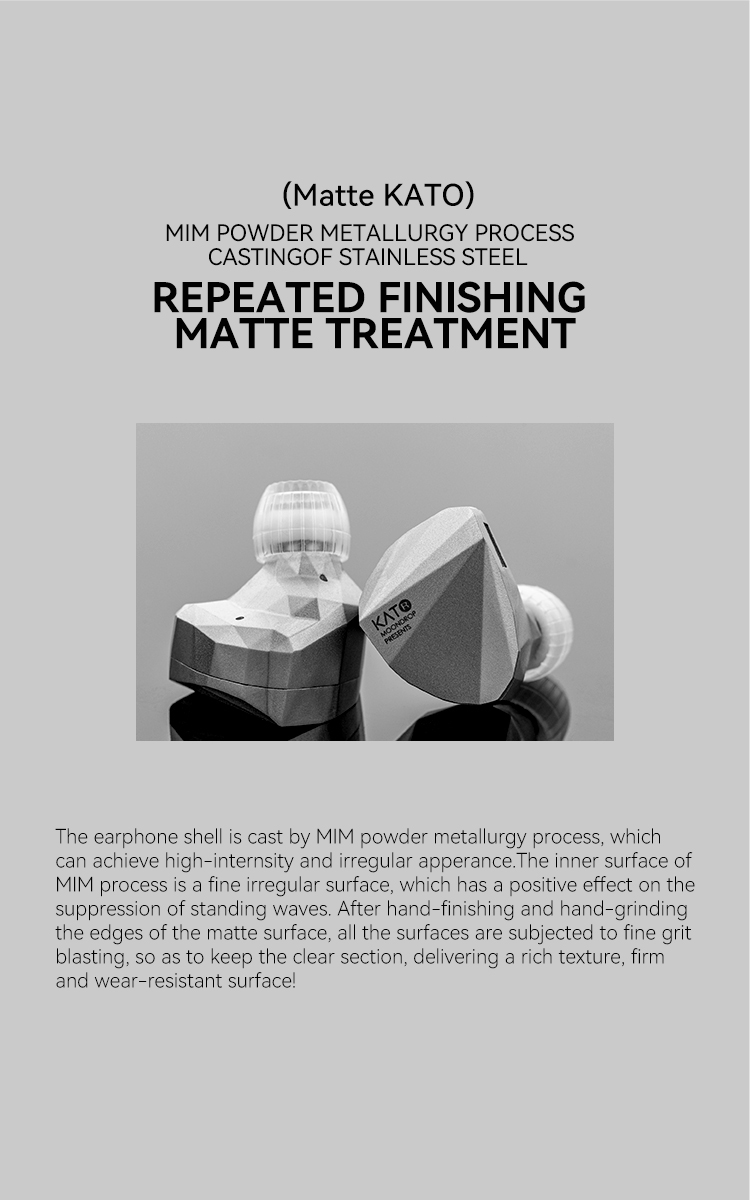 (Matte KATO)
MIM POWDER METALLURGY PROCESS
CASTINGOF STAINLESS STEEL
REPEATED FINISHING
MATTE TREATMENT
KATO
MOONDROP
PRESENTS
The earphone shell is cast by MIM powder metallurgy process, which
can achieve high-internsity and irregular apperance.The inner surface of
MIM process is a fine irregular surface, which has a positive effect on the
suppression of standing waves. After hand-finishing and hand-grinding
the edges of the matte surface, all the surfaces are subjected to fine grit
blasting, so as to keep the clear section, delivering a rich texture, firm
and wear-resistant surface!